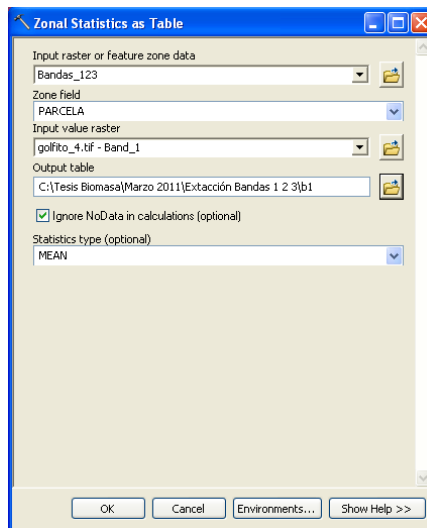 Zonal Statistics as Table
Input raster or feature zone data
Bandas_123
Zone field
PARCELA
Input value raster
golfito_4.tif - Band_1
Output table
C:\Tesis Biomasa\Marzo 2011\Extacción Bandas 1 2 3\b1
Ignore NoData in calculations (optional)
Statistics type (optional)
MEAN
OK
Cancel
Environments...
Show Help >>